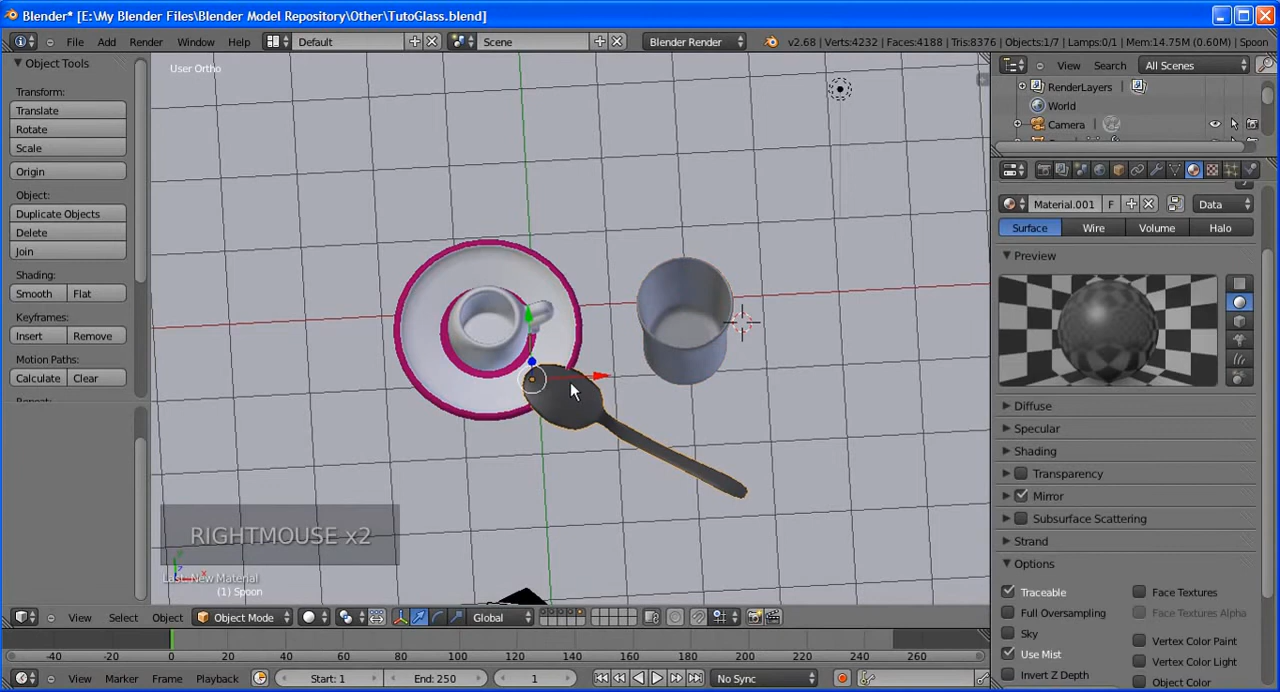 Blender* [E:\My Blender Files\Blender Model Repository\Other\TutoGlass.blend]
File Add Render Window Help Default Scene Blender Render v2.68 | Verts:4232 | Faces:4188 | Tris:8376 | Objects:1/7 | Lamps:0/1 | Mem:14.75M (0.60M) | Spoon
Object Tools
Transform:
Translate
Rotate
Scale
Origin
Object:
Duplicate Objects
Delete
Join
Shading:
Smooth Flat
Keyframes:
Insert Remove
Motion Paths:
Calculate Clear
Repeat:
User Ortho
RIGHTMOUSE x2
Last: New Material
(1) Spoon
View Search All Scenes
RenderLayers
World
Camera
Material.001 F Data
Surface Wire Volume Halo
Preview
Diffuse
Specular
Shading
Transparency
Mirror
Subsurface Scattering
Strand
Options
Traceable Face Textures
Full Oversampling Face Textures Alpha
Sky Vertex Color Paint
Use Mist Vertex Color Light
Invert Z Depth Object Color
View Select Object Object Mode Global
-40 -20 0 20 40 60 80 100 120 140 160 180 200 220 240 260
View Marker Frame Playback Start: 1 End: 250 1 No Sync